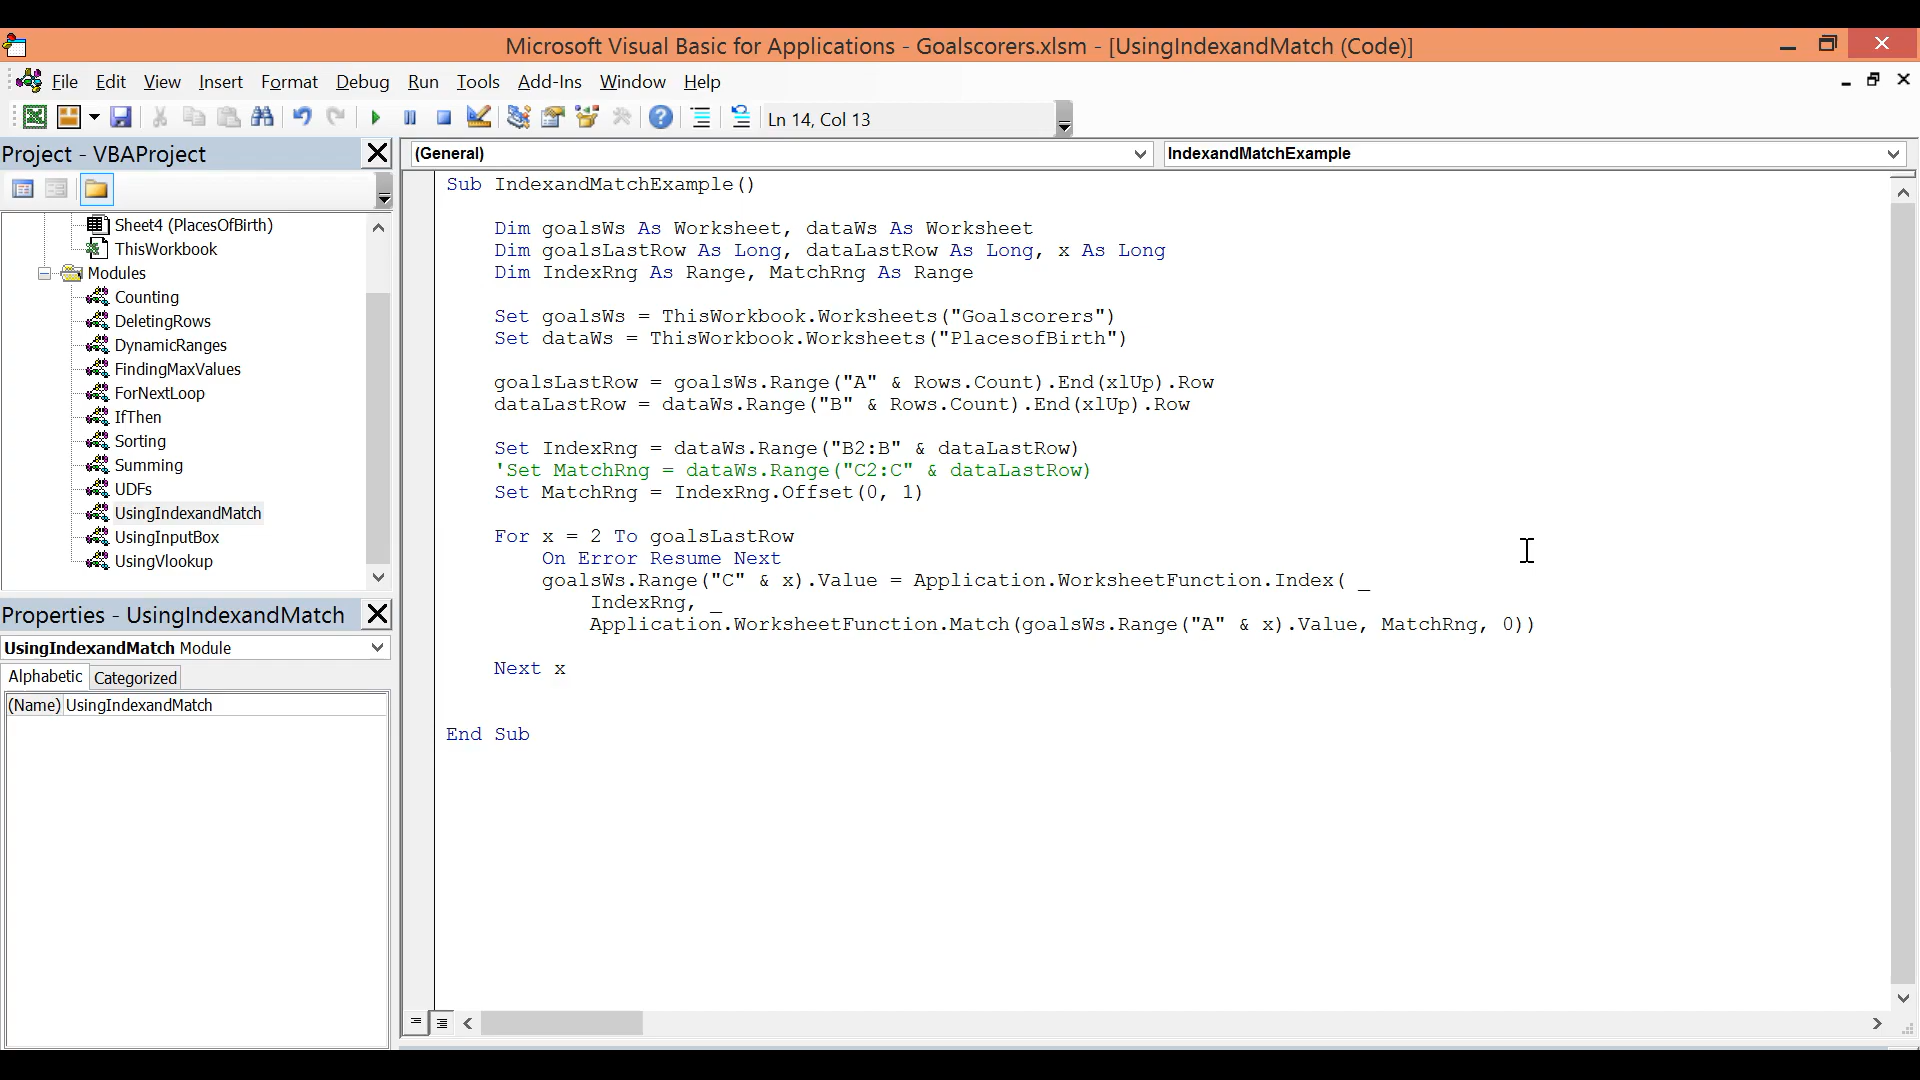 Microsoft Visual Basic for Applications - Goalscorers.xlsm - [UsingIndexandMatch (Code)]
File Edit View Insert Format Debug Run Tools Add-Ins Window Help
Ln 14, Col 13
Project - VBAProject
Sheet4 (PlacesOfBirth)
ThisWorkbook
Modules
Counting
DeletingRows
DynamicRanges
FindingMaxValues
ForNextLoop
IfThen
Sorting
Summing
UDFs
UsingIndexandMatch
UsingInputBox
UsingVlookup
Properties - UsingIndexandMatch
UsingIndexandMatch Module
Alphabetic Categorized
(Name) UsingIndexandMatch
(General) IndexandMatchExample
Sub IndexandMatchExample()
Dim goalsWs As Worksheet, dataWs As Worksheet
Dim goalsLastRow As Long, dataLastRow As Long, x As Long
Dim IndexRng As Range, MatchRng As Range
Set goalsWs = ThisWorkbook.Worksheets("Goalscorers")
Set dataWs = ThisWorkbook.Worksheets("PlacesofBirth")
goalsLastRow = goalsWs.Range("A" & Rows.Count).End(xlUp).Row
dataLastRow = dataWs.Range("B" & Rows.Count).End(xlUp).Row
Set IndexRng = dataWs.Range("B2:B" & dataLastRow)
'Set MatchRng = dataWs.Range("C2:C" & dataLastRow)
Set MatchRng = IndexRng.Offset(0, 1)
For x = 2 To goalsLastRow
On Error Resume Next
goalsWs.Range("C" & x).Value = Application.WorksheetFunction.Index( _
IndexRng, _
Application.WorksheetFunction.Match(goalsWs.Range("A" & x).Value, MatchRng, 0))
Next x
End Sub